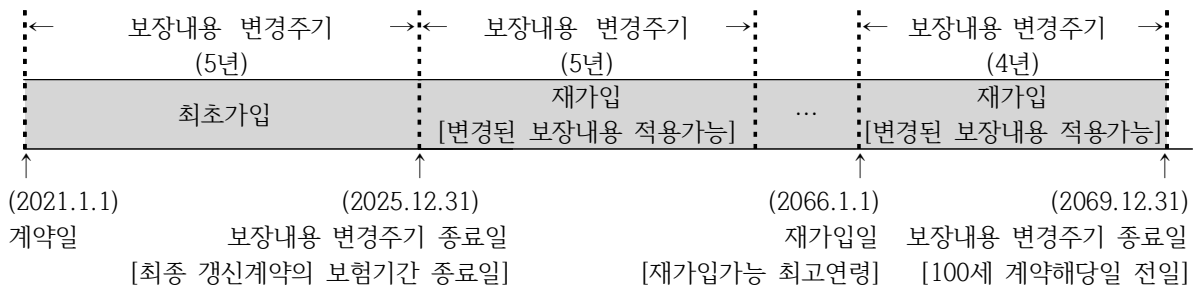 ← 보장내용 변경주기 → ← 보장내용 변경주기 → ← 보장내용 변경주기 →
(5년) (5년) (4년)
최초가입 재가입 … 재가입
[변경된 보장내용 적용가능] [변경된 보장내용 적용가능]
↑ ↑ ↑ ↑
(2021.1.1) (2025.12.31) (2066.1.1) (2069.12.31)
계약일 보장내용 변경주기 종료일 재가입일 보장내용 변경주기 종료일
[최종 갱신계약의 보험기간 종료일] [재가입가능 최고연령] [100세 계약해당일 전일]